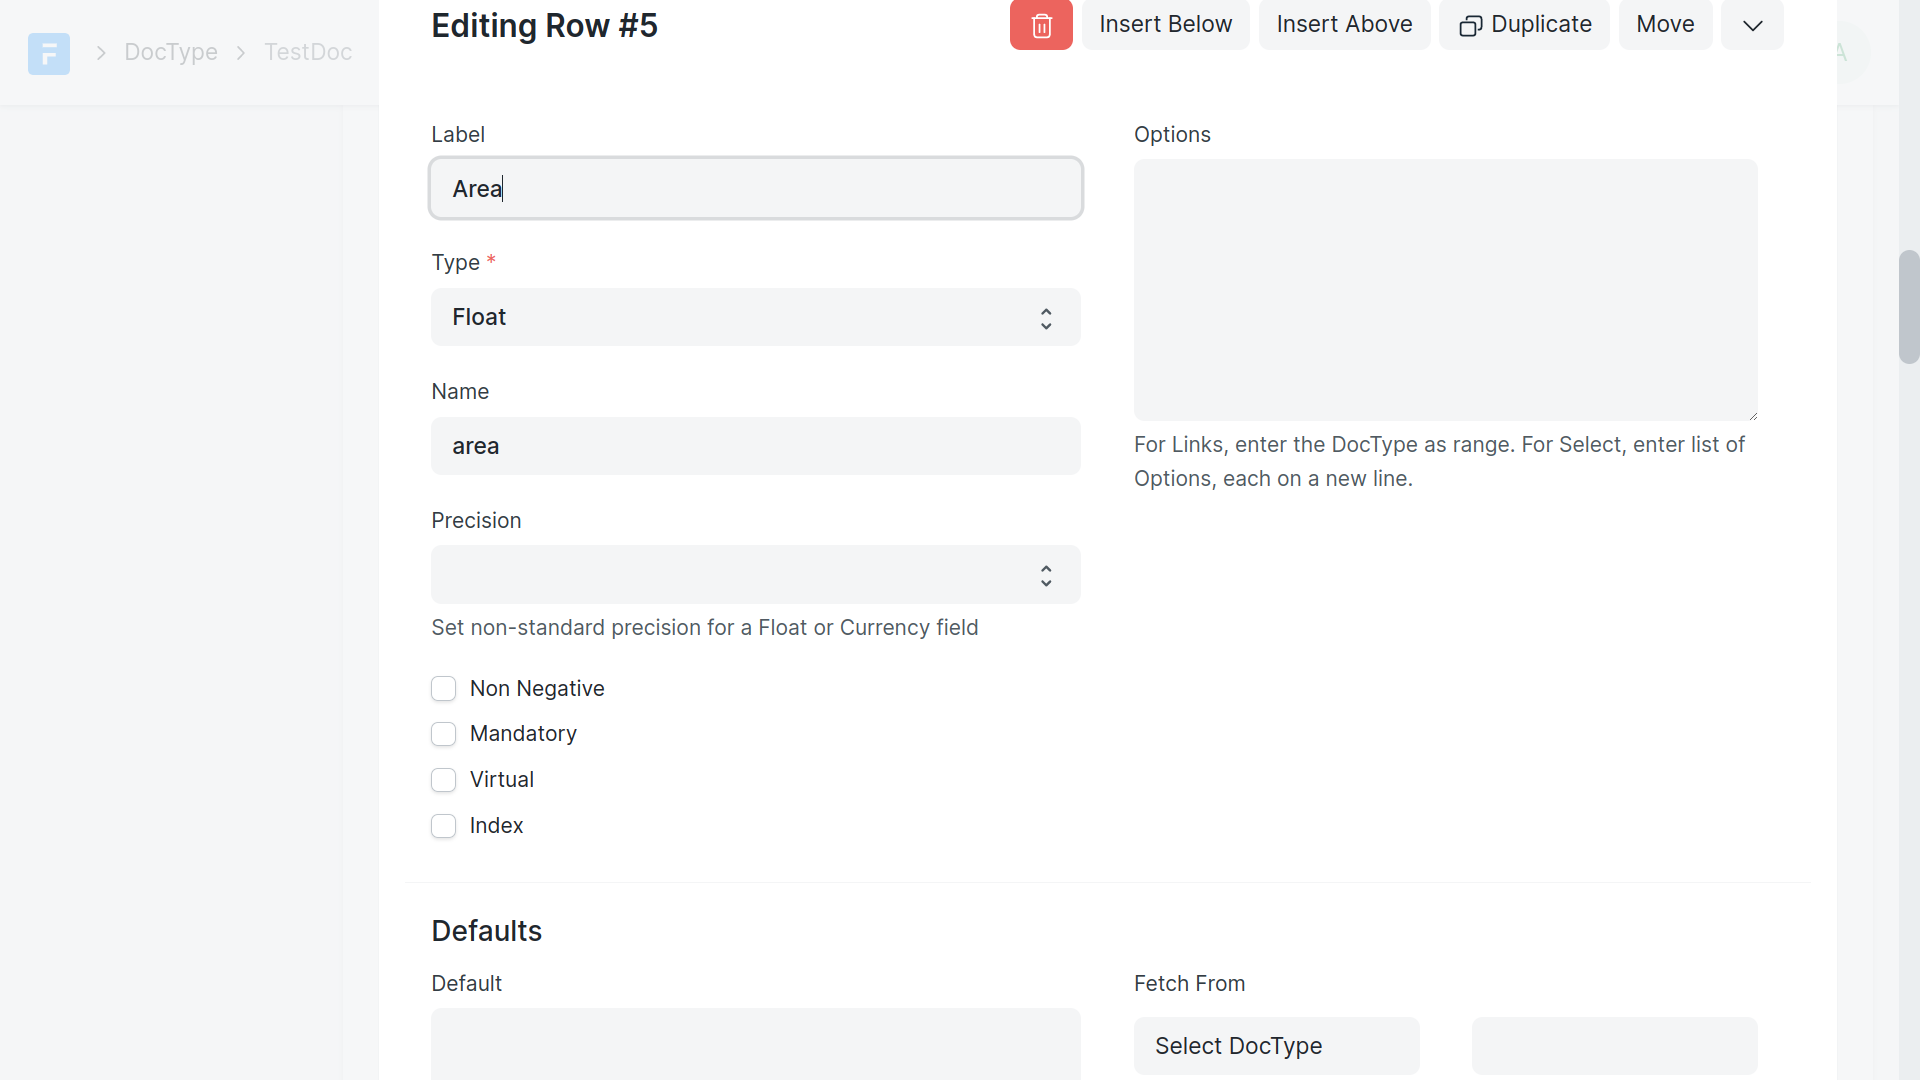 DocType
TestDoc
Editing Row #5
Insert Below
Insert Above
Duplicate
Move
A
Label
Area
Type *
Float
Name
area
Precision
Set non-standard precision for a Float or Currency field
Non Negative
Mandatory
Virtual
Index
Options
For Links, enter the DocType as range. For Select, enter list of
Options, each on a new line.
Defaults
Default
Fetch From
Select DocType